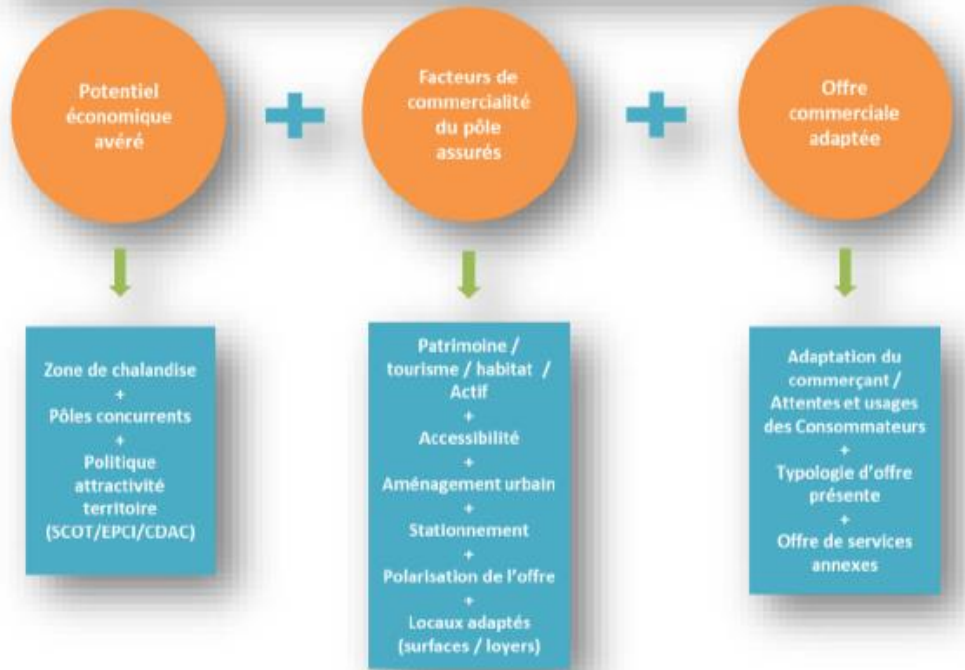 Potentiel
économique
avéré
+
Facteurs de
commercialité
du pôle
assurés
+
Offre
commerciale
adaptée
Zone de chalandise
+
Pôles concurrents
+
Politique
attractivité
territoire
(SCOT/EPCI/CDAC)
Patrimoine /
tourisme / habitat /
Actif
+
Accessibilité
+
Aménagement urbain
+
Stationnement
+
Polarisation de l'offre
+
Locaux adaptés
(surfaces / loyers)
Adaptation du
commerçant /
Attentes et usages
des Consommateurs
+
Typologie d'offre
présente
+
Offre de services
annexes